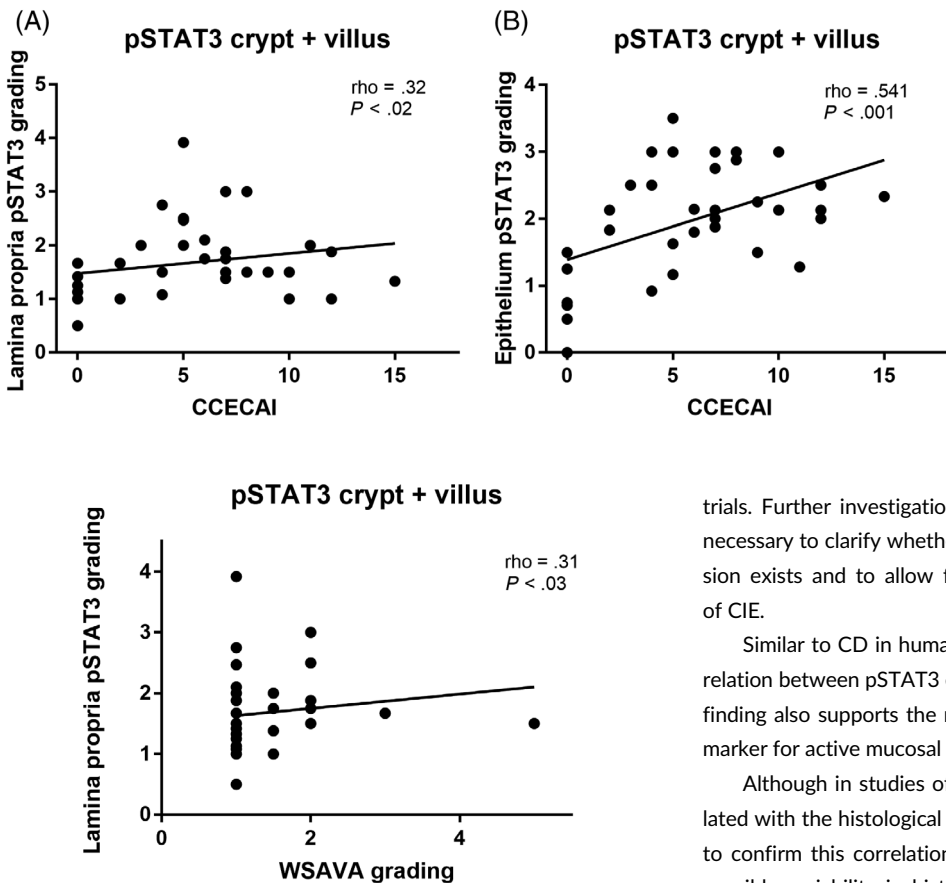 (A)
pSTAT3 crypt + villus
rho = .32
P < .02
Lamina propria pSTAT3 grading
5
4
3
2
1
0
0 5 10 15
CCECAI
(B)
pSTAT3 crypt + villus
rho = .541
P < .001
Epithelium pSTAT3 grading
4
3
2
1
0
0 5 10 15
CCECAI
pSTAT3 crypt + villus
rho = .31
P < .03
Lamina propria pSTAT3 grading
4
3
2
1
0
0 2 4
WSAVA grading
trials. Further investigation
necessary to clarify whether
sion exists and to allow f
of CIE.
Similar to CD in human
relation between pSTAT3
finding also supports the
marker for active mucosal
Although in studies of
lated with the histological
to confirm this correlation